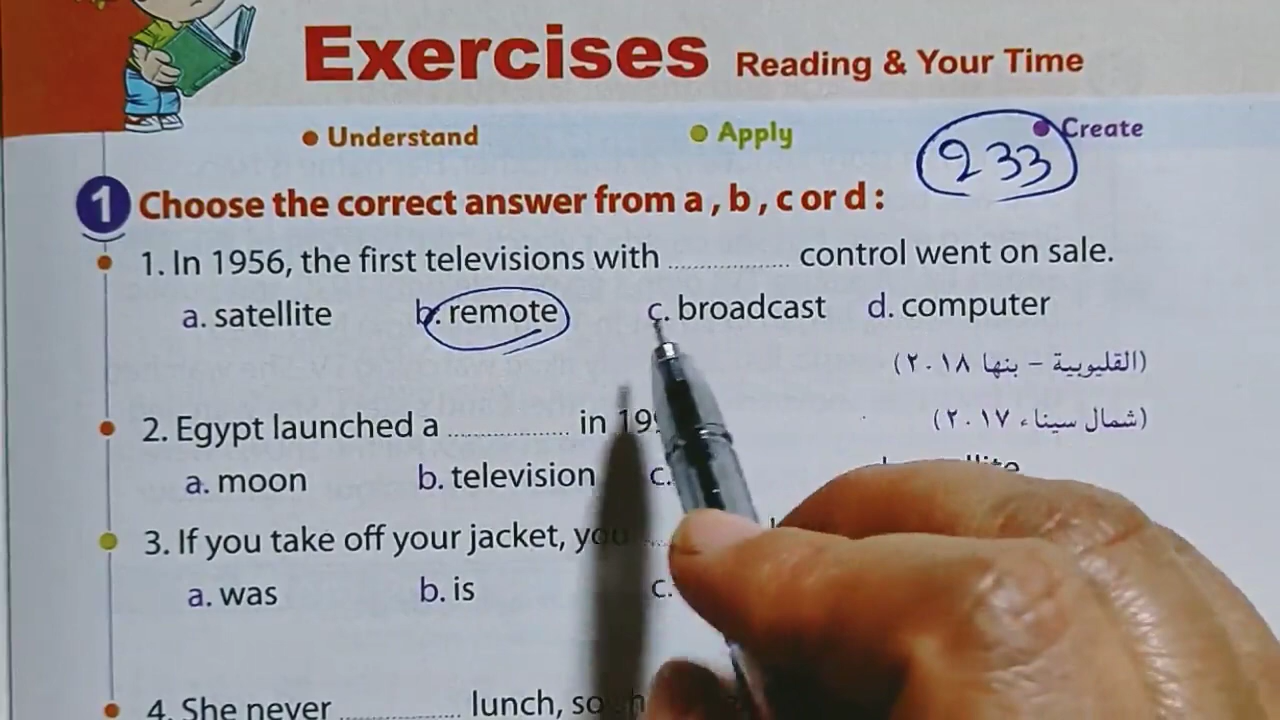 Exercises Reading & Your Time
Understand Apply Create
233
1 Choose the correct answer from a , b , c or d :
1. In 1956, the first televisions with .................. control went on sale.
a. satellite b. remote c. broadcast d. computer
(القليوبية – بنها ٢٠١٨)
2. Egypt launched a .................. in 199
(شمال سيناء ٢٠١٧)
a. moon b. television c.
3. If you take off your jacket, you
a. was b. is c.
4. She never .................. lunch, so